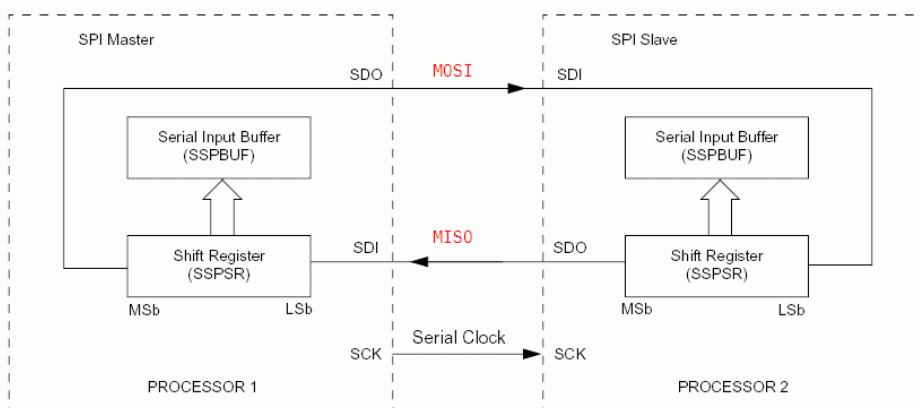 SPI Master
SPI Slave
SDO
MOSI
SDI
Serial Input Buffer
(SSPBUF)
Serial Input Buffer
(SSPBUF)
SDI
MISO
SDO
Shift Register
(SSPSR)
Shift Register
(SSPSR)
MSb
LSb
MSb
LSb
Serial Clock
SCK
SCK
PROCESSOR 1
PROCESSOR 2